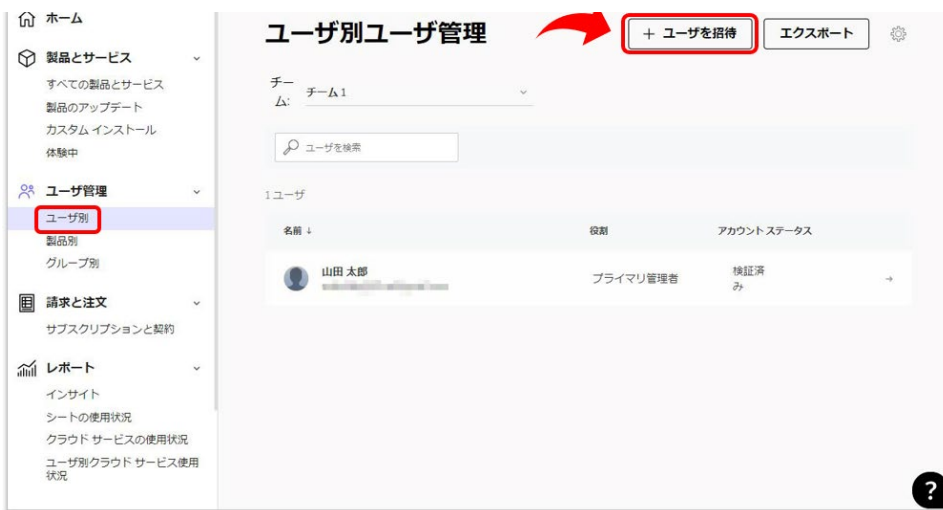 ホーム
製品とサービス
すべての製品とサービス
製品のアップデート
カスタム インストール
体験中
ユーザ管理
ユーザ別
製品別
グループ別
請求と注文
サブスクリプションと契約
レポート
インサイト
シートの使用状況
クラウド サービスの使用状況
ユーザ別クラウド サービス使用
状況
ユーザ別ユーザ管理
+ ユーザを招待
エクスポート
チー
ム:
チーム 1
ユーザを検索
1 ユーザ
名前 ↓
役割
アカウント ステータス
山田 太郎
プライマリ管理者
検証済
み
→
?